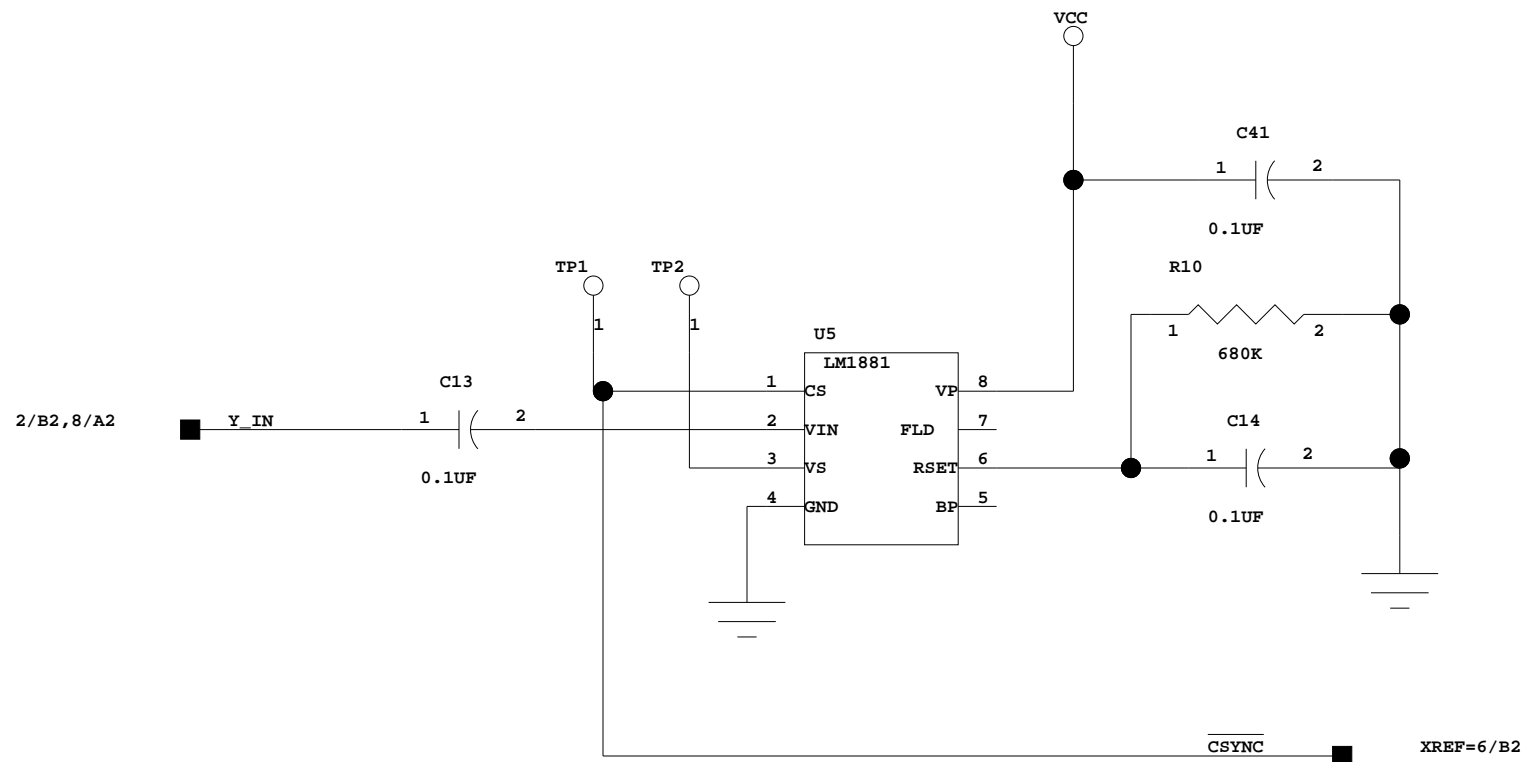 VCC
C41
1 2
0.1UF
TP1 TP2
R10
1 1
1 2
680K
U5
LM1881
C13
1 CS VP 8
2/B2,8/A2 Y_IN 1 2 2 VIN FLD 7
0.1UF
3 VS RSET 6
C14
1 2
4 GND BP 5
0.1UF
CSYNC XREF=6/B2